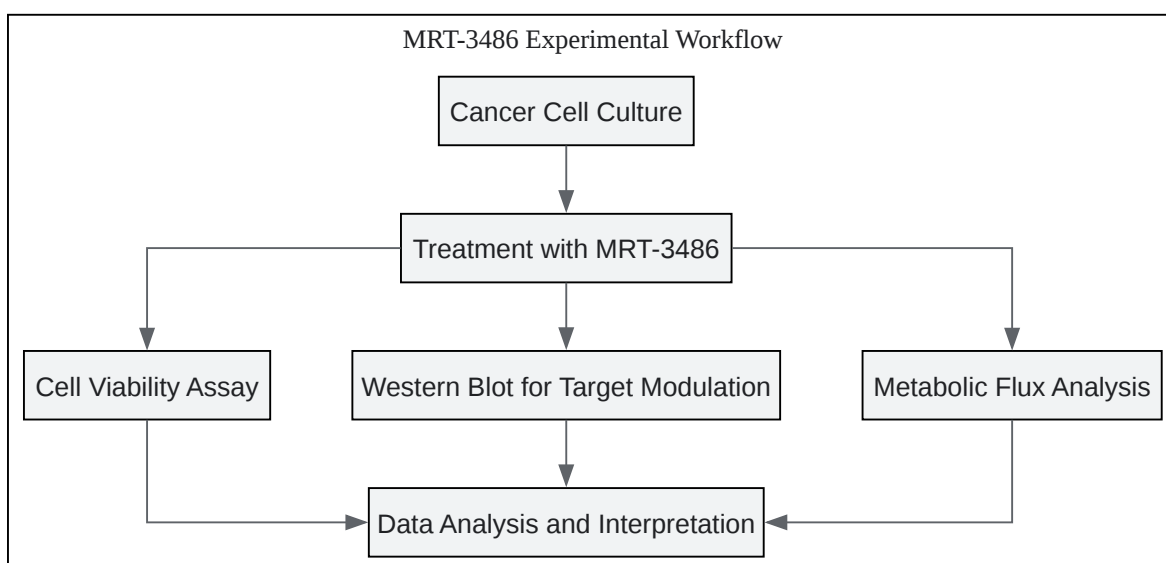 MRT-3486 Experimental Workflow
Cancer Cell Culture
Treatment with MRT-3486
Cell Viability Assay
Western Blot for Target Modulation
Metabolic Flux Analysis
Data Analysis and Interpretation